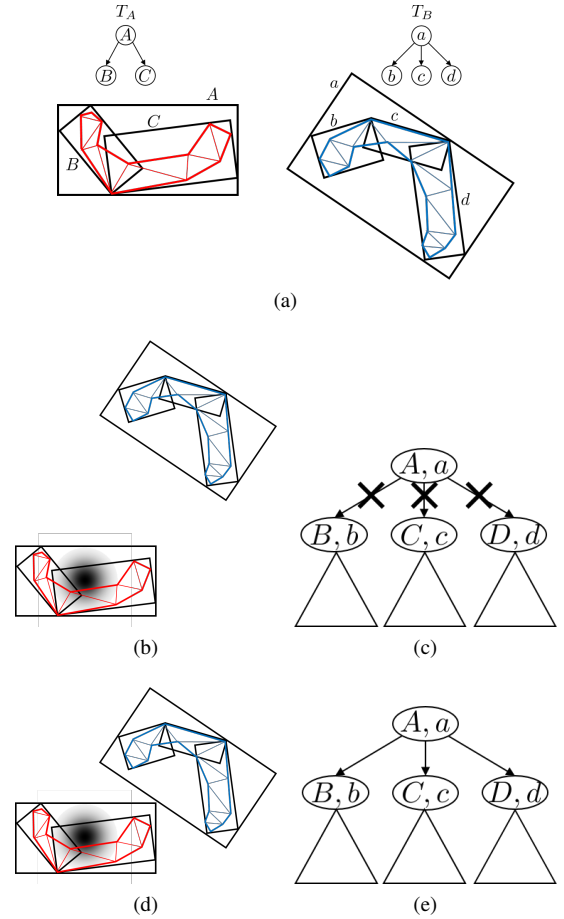 T_A T_B
A a
B C b c d
A a
C b c
B d
(a)
A, a
B, b C, c D, d
(b) (c)
A, a
B, b C, c D, d
(d) (e)